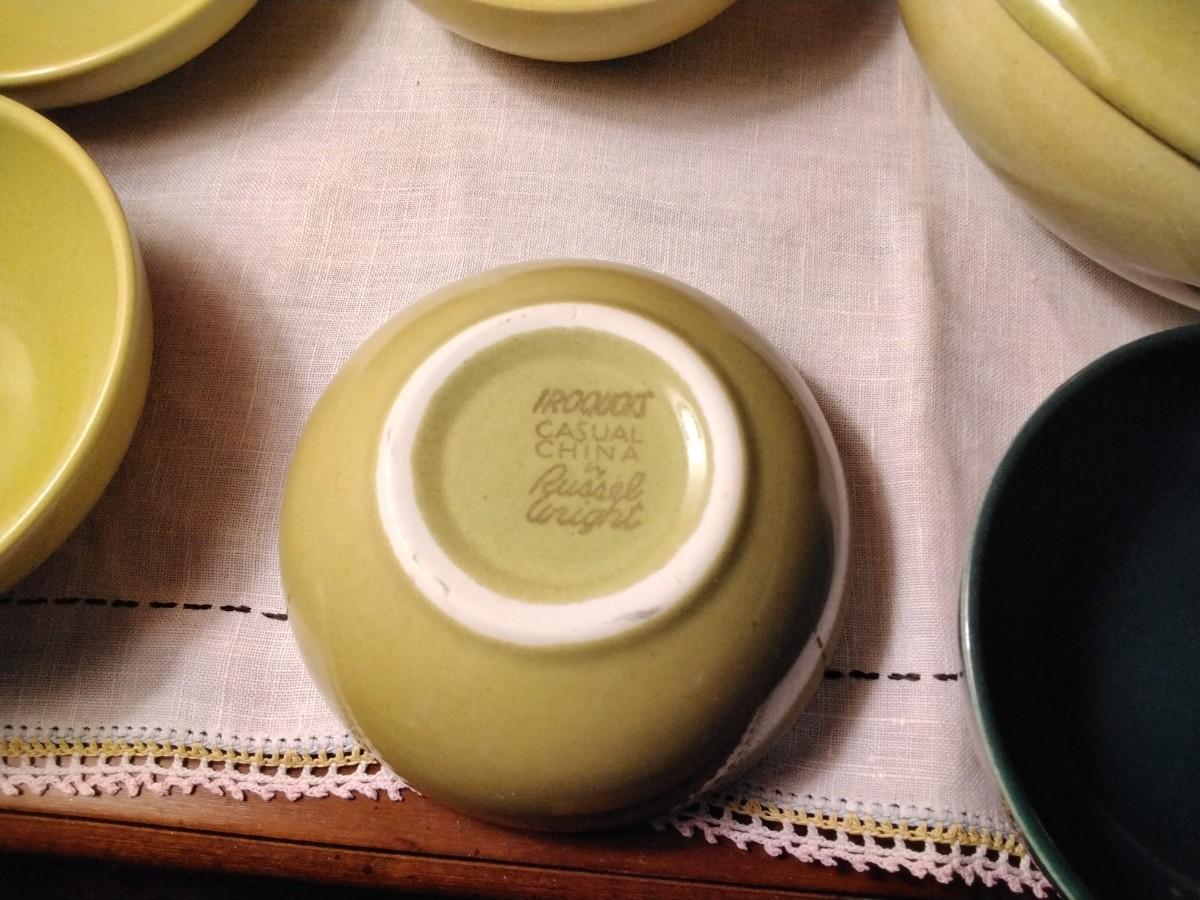 IROQUOIS
CASUAL
CHINA
by
Russel
Wright